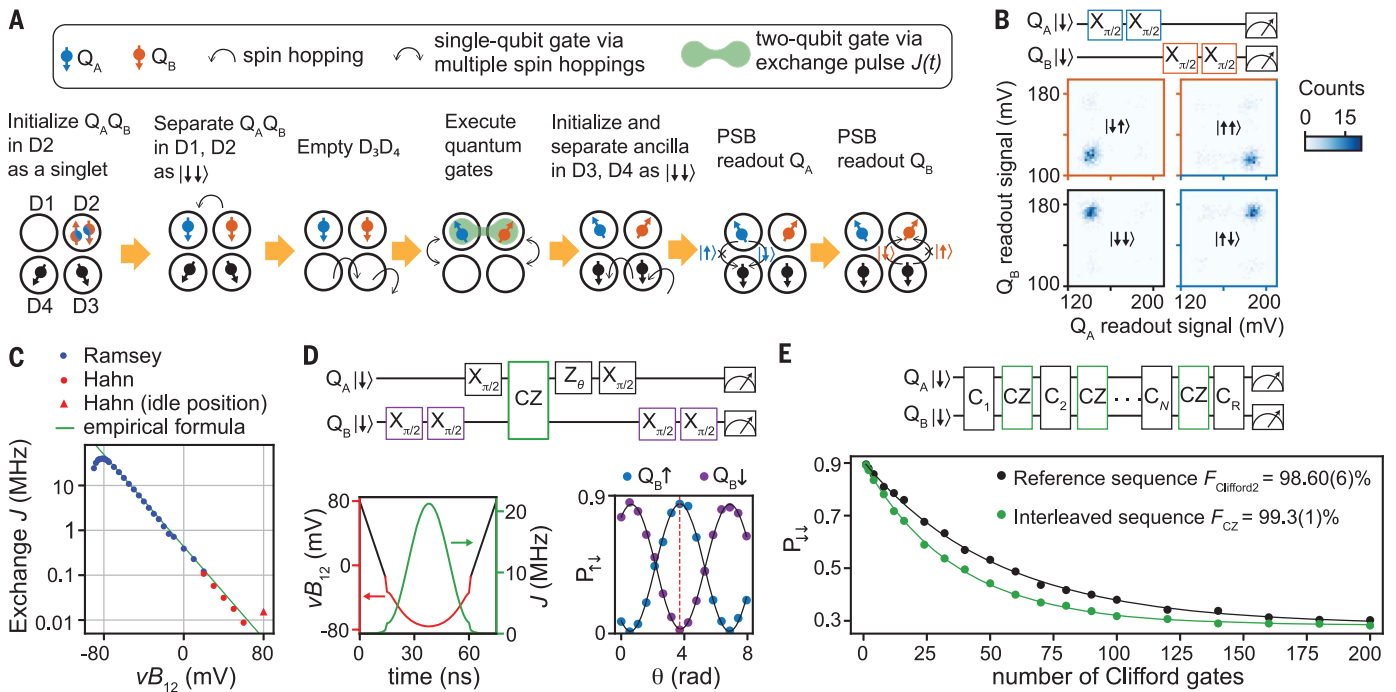 A
Q_A
Q_B
spin hopping
single-qubit gate via
multiple spin hoppings
two-qubit gate via
exchange pulse J(t)
Initialize Q_AQ_B
in D2
as a singlet
Separate Q_AQ_B
in D1, D2
as |↓↓⟩
Empty D₃D₄
Execute
quantum
gates
Initialize and
separate ancilla
in D3, D4 as |↓↓⟩
PSB
readout Q_A
PSB
readout Q_B
D1 D2
D4 D3
|↑⟩ |↓⟩
|↓⟩ |↑⟩
B
Q_A |↓⟩ X_π/2 X_π/2
Q_B |↓⟩ X_π/2 X_π/2
Counts
0 15
Q_B readout signal (mV)
180
100
180
100
|↓↑⟩
|↑↑⟩
|↓↓⟩
|↑↓⟩
120 210 120 210
Q_A readout signal (mV)
C
Ramsey
Hahn
Hahn (idle position)
empirical formula
Exchange J (MHz)
10
1
0.1
0.01
-80 0 80
vB₁₂ (mV)
D
Q_A |↓⟩ X_π/2 CZ Z_θ X_π/2
Q_B |↓⟩ X_π/2 X_π/2 X_π/2 X_π/2
vB₁₂ (mV)
80
0
-80
20
10
0
J (MHz)
0 30 60
time (ns)
Q_B↑ Q_B↓
P↑↓
0.9
0
0 4 8
θ (rad)
E
Q_A |↓⟩
Q_B |↓⟩
C₁ CZ C₂ CZ ··· C_N CZ C_R
P↓↓
0.9
0.7
0.5
0.3
Reference sequence F_Clifford2 = 98.60(6)%
Interleaved sequence F_CZ = 99.3(1)%
0 25 50 75 100 125 150 175 200
number of Clifford gates